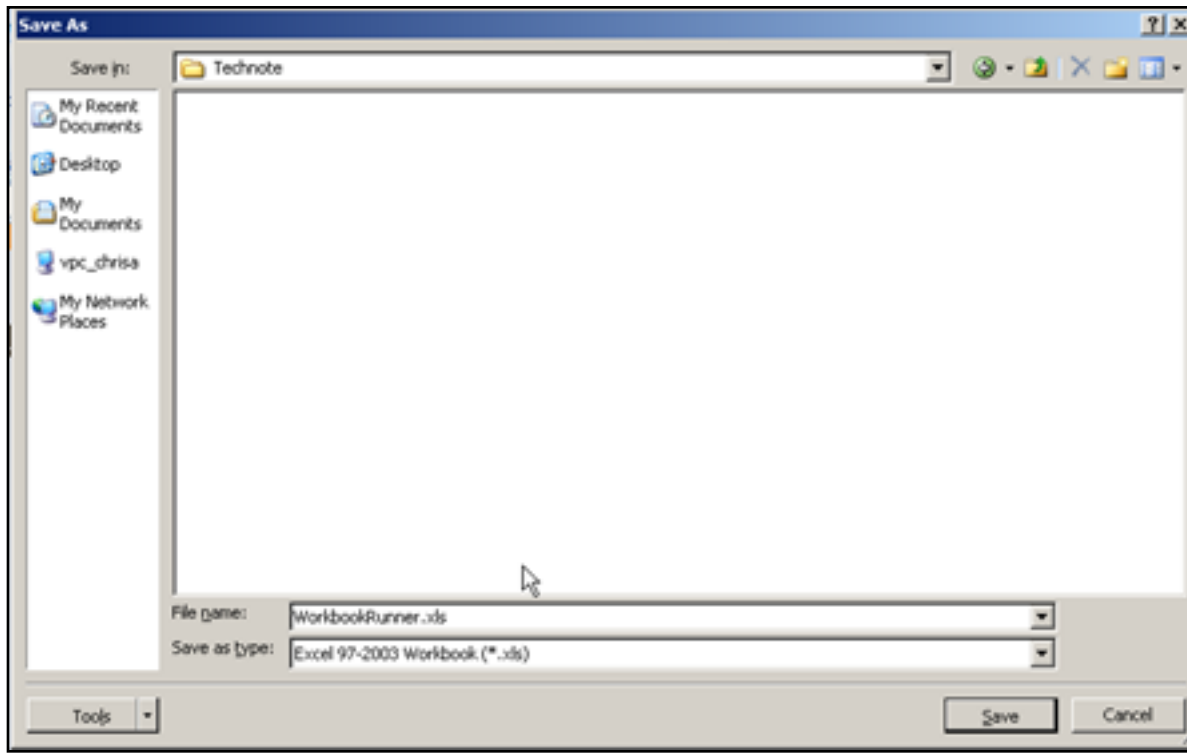 Save As
Save in:
Technote
My Recent
Documents
Desktop
My
Documents
vpc_chrisa
My Network
Places
File name:
WorkbookRunner.xls
Save as type:
Excel 97-2003 Workbook (*.xls)
Tools
Save
Cancel